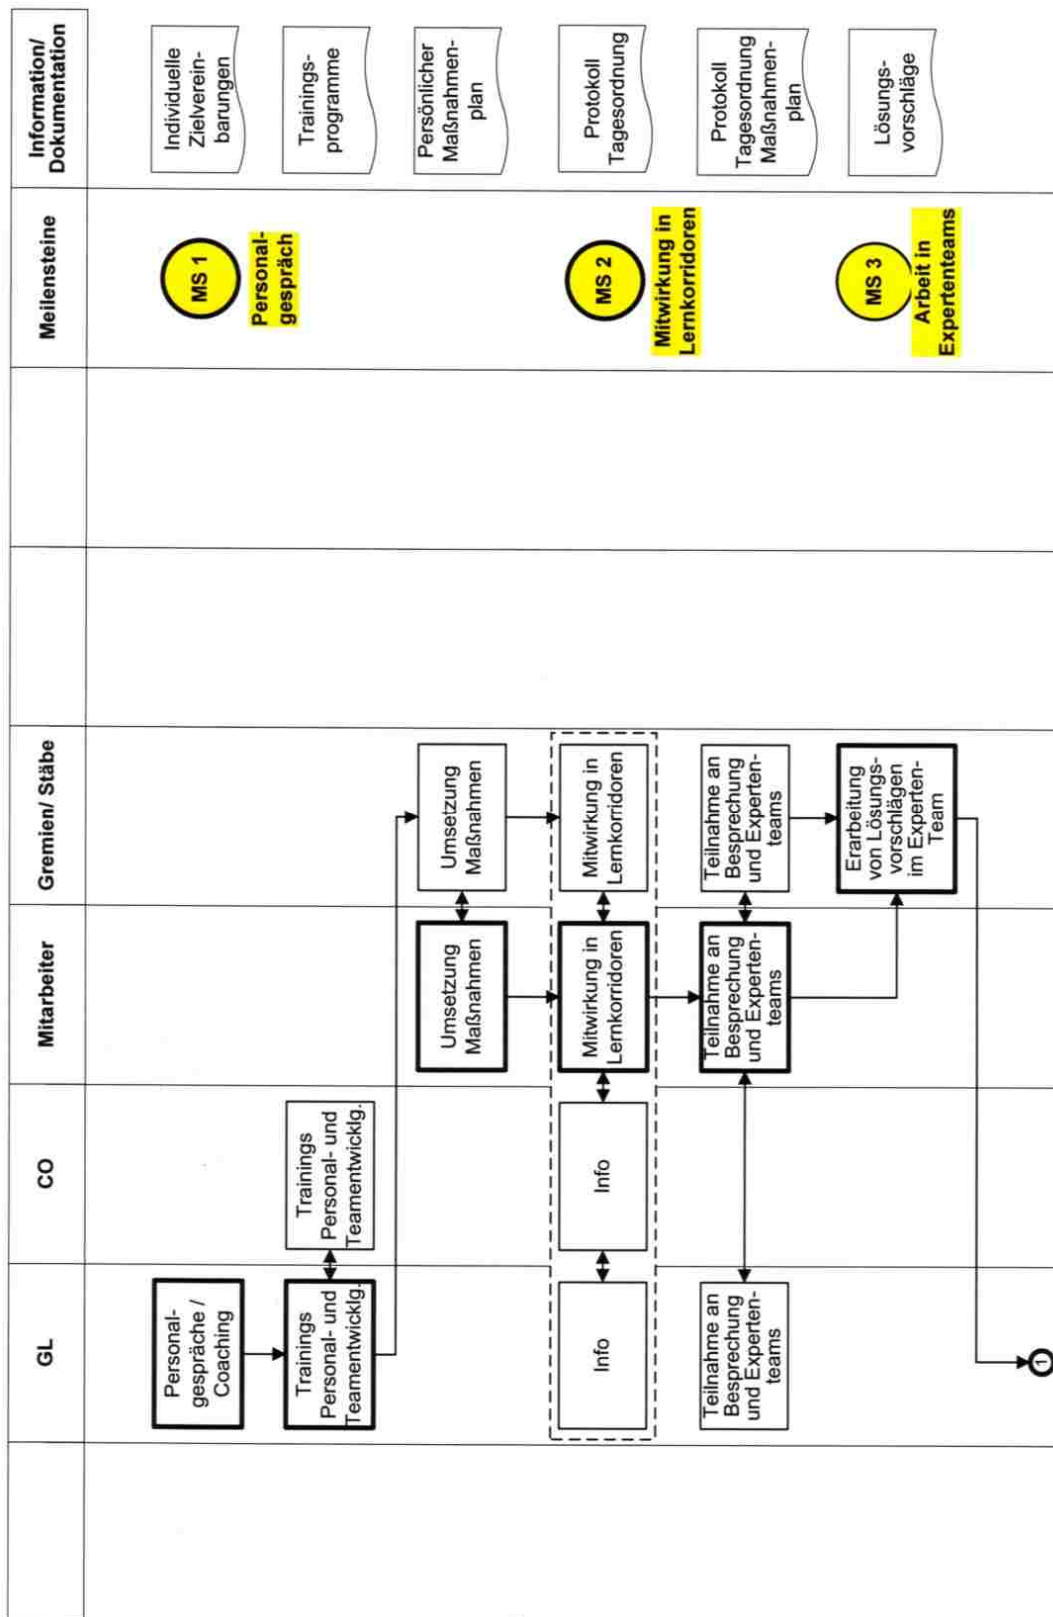 GL
CO
Mitarbeiter
Gremien/ Stäbe
Meilensteine
Information/
Dokumentation
Personal-
gespräche /
Coaching
MS 1
Personal-
gespräch
Individuelle
Zielverein-
barungen
Trainings
Personal- und
Teamentwicklg.
Trainings
Personal- und
Teamentwicklg.
Trainings-
programme
Umsetzung
Maßnahmen
Umsetzung
Maßnahmen
Persönlicher
Maßnahmen-
plan
Info
Info
Mitwirkung in
Lernkorridoren
Mitwirkung in
Lernkorridoren
MS 2
Mitwirkung in
Lernkorridoren
Protokoll
Tagesordnung
Teilnahme an
Besprechung
und Experten-
teams
Teilnahme an
Besprechung
und Experten-
teams
Teilnahme an
Besprechung
und Experten-
teams
Protokoll
Tagesordnung
Maßnahmen-
plan
Erarbeitung
von Lösungs-
vorschlägen
im Experten-
Team
MS 3
Arbeit in
Expertenteams
Lösungs-
vorschläge
1